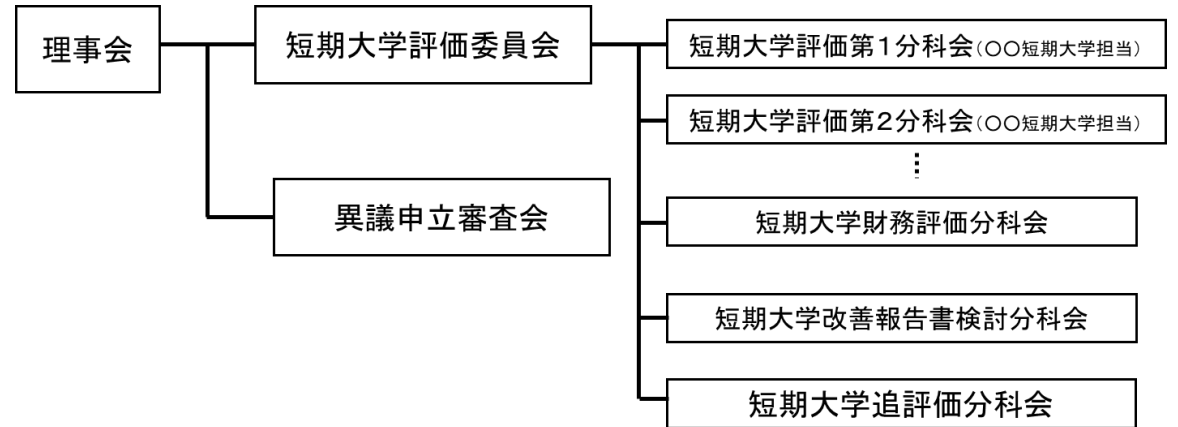 理事会
短期大学評価委員会
異議申立審査会
短期大学評価第1分科会(〇〇短期大学担当)
短期大学評価第2分科会(〇〇短期大学担当)
短期大学財務評価分科会
短期大学改善報告書検討分科会
短期大学追評価分科会